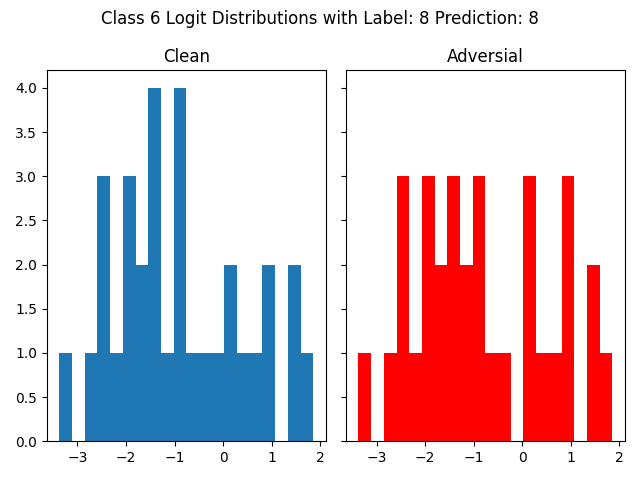 Class 6 Logit Distributions with Label: 8 Prediction: 8
Clean
Adversial
4.0
3.5
3.0
2.5
2.0
1.5
1.0
0.5
0.0
−3 −2 −1 0 1 2
−3 −2 −1 0 1 2